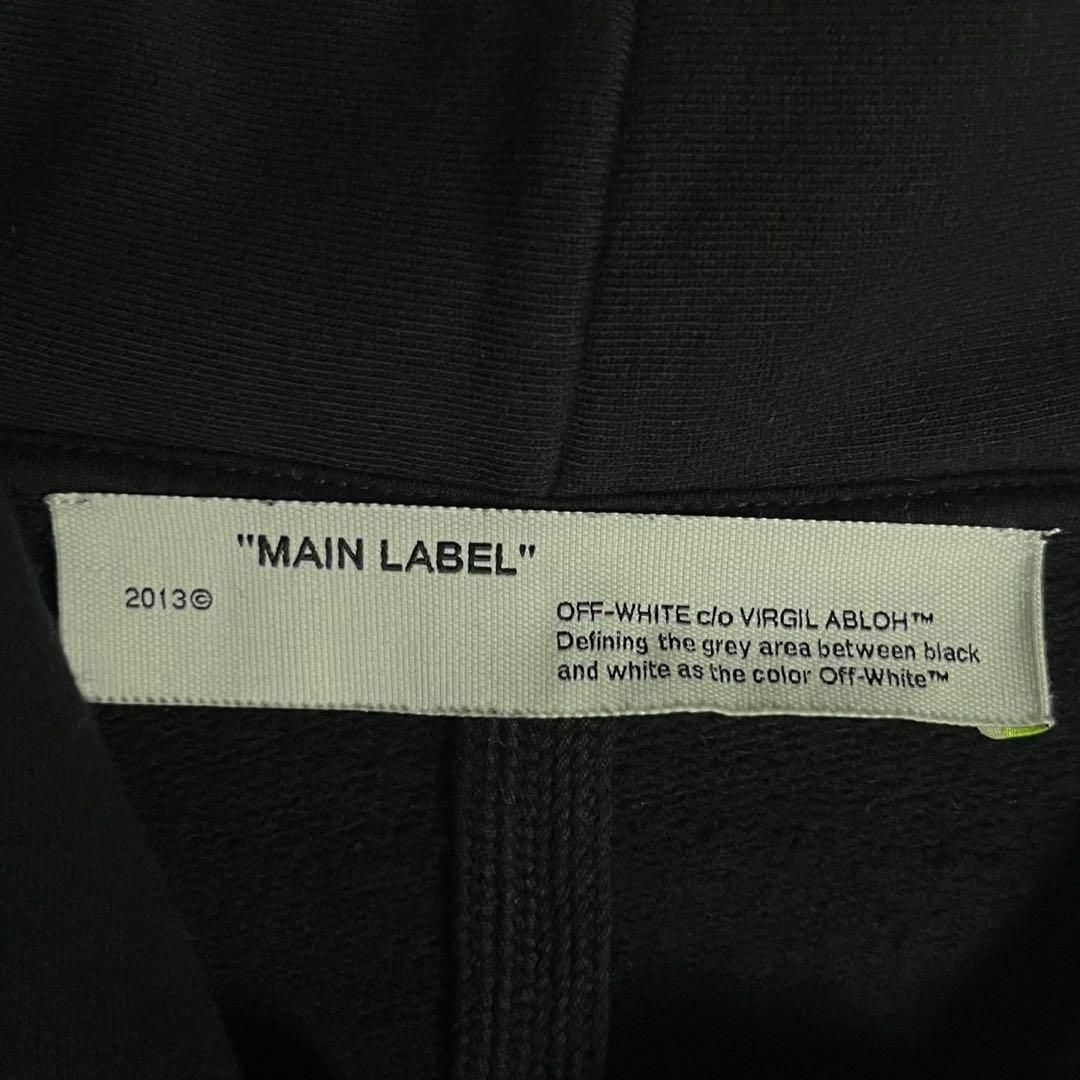 "MAIN LABEL"
2013©
OFF-WHITE c/o VIRGIL ABLOH™
Defining the grey area between black
and white as the color Off-White™